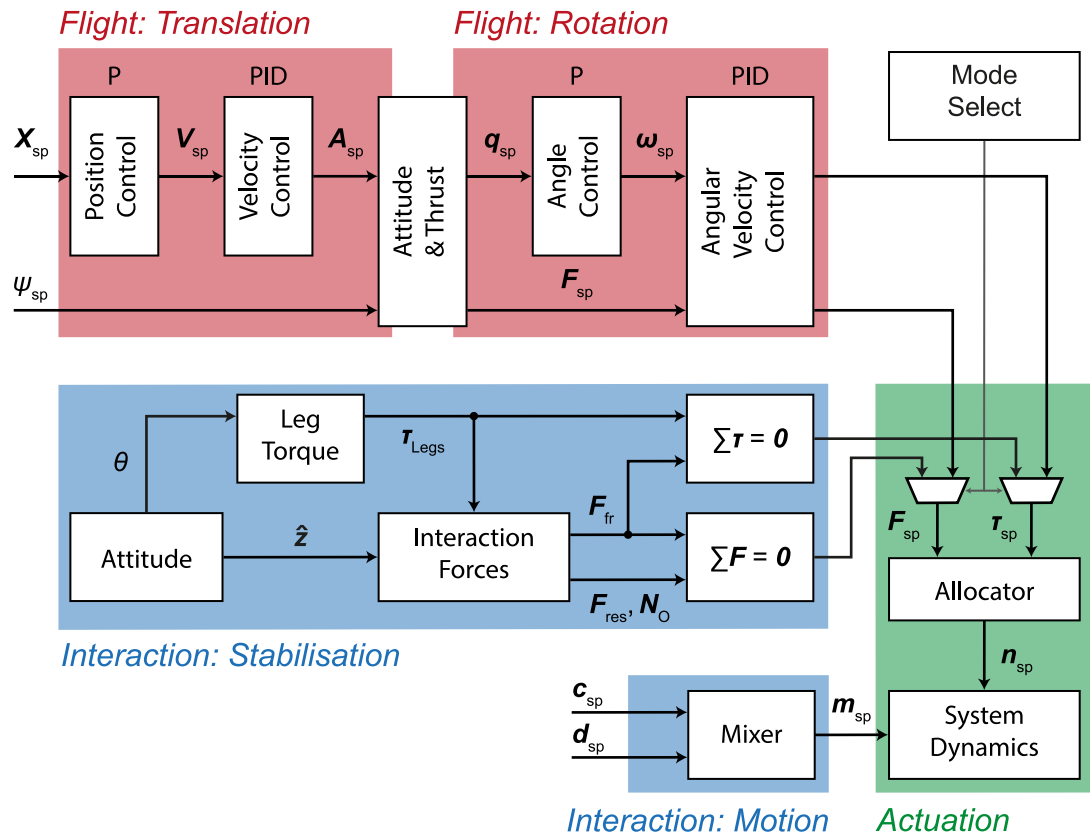 Flight: Translation
Flight: Rotation
P
PID
P
PID
Mode
Select
X_sp
Position
Control
V_sp
Velocity
Control
A_sp
Attitude
& Thrust
q_sp
Angle
Control
ω_sp
Angular
Velocity
Control
ψ_sp
F_sp
Leg
Torque
τ_Legs
∑τ = 0
θ
Attitude
ẑ
Interaction
Forces
F_fr
∑F = 0
F_res, N_O
F_sp
τ_sp
Allocator
n_sp
Interaction: Stabilisation
c_sp
d_sp
Mixer
m_sp
System
Dynamics
Interaction: Motion
Actuation